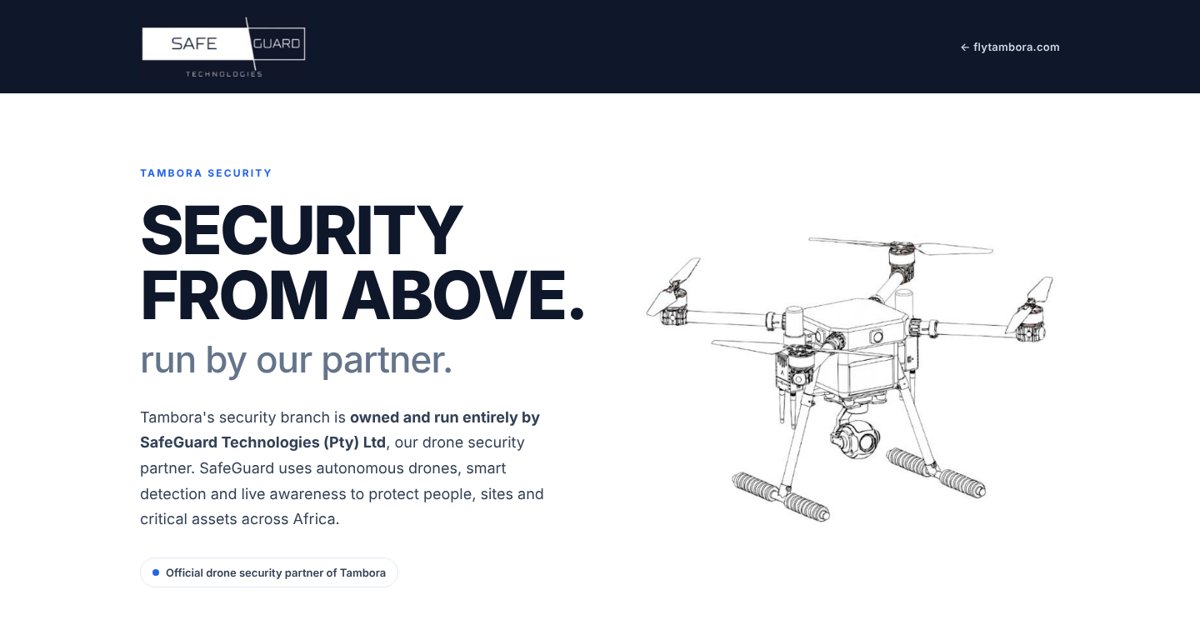 SAFE GUARD
TECHNOLOGIES
← flytambora.com
TAMBORA SECURITY
SECURITY
FROM ABOVE.
run by our partner.
Tambora's security branch is owned and run entirely by
SafeGuard Technologies (Pty) Ltd, our drone security
partner. SafeGuard uses autonomous drones, smart
detection and live awareness to protect people, sites and
critical assets across Africa.
Official drone security partner of Tambora